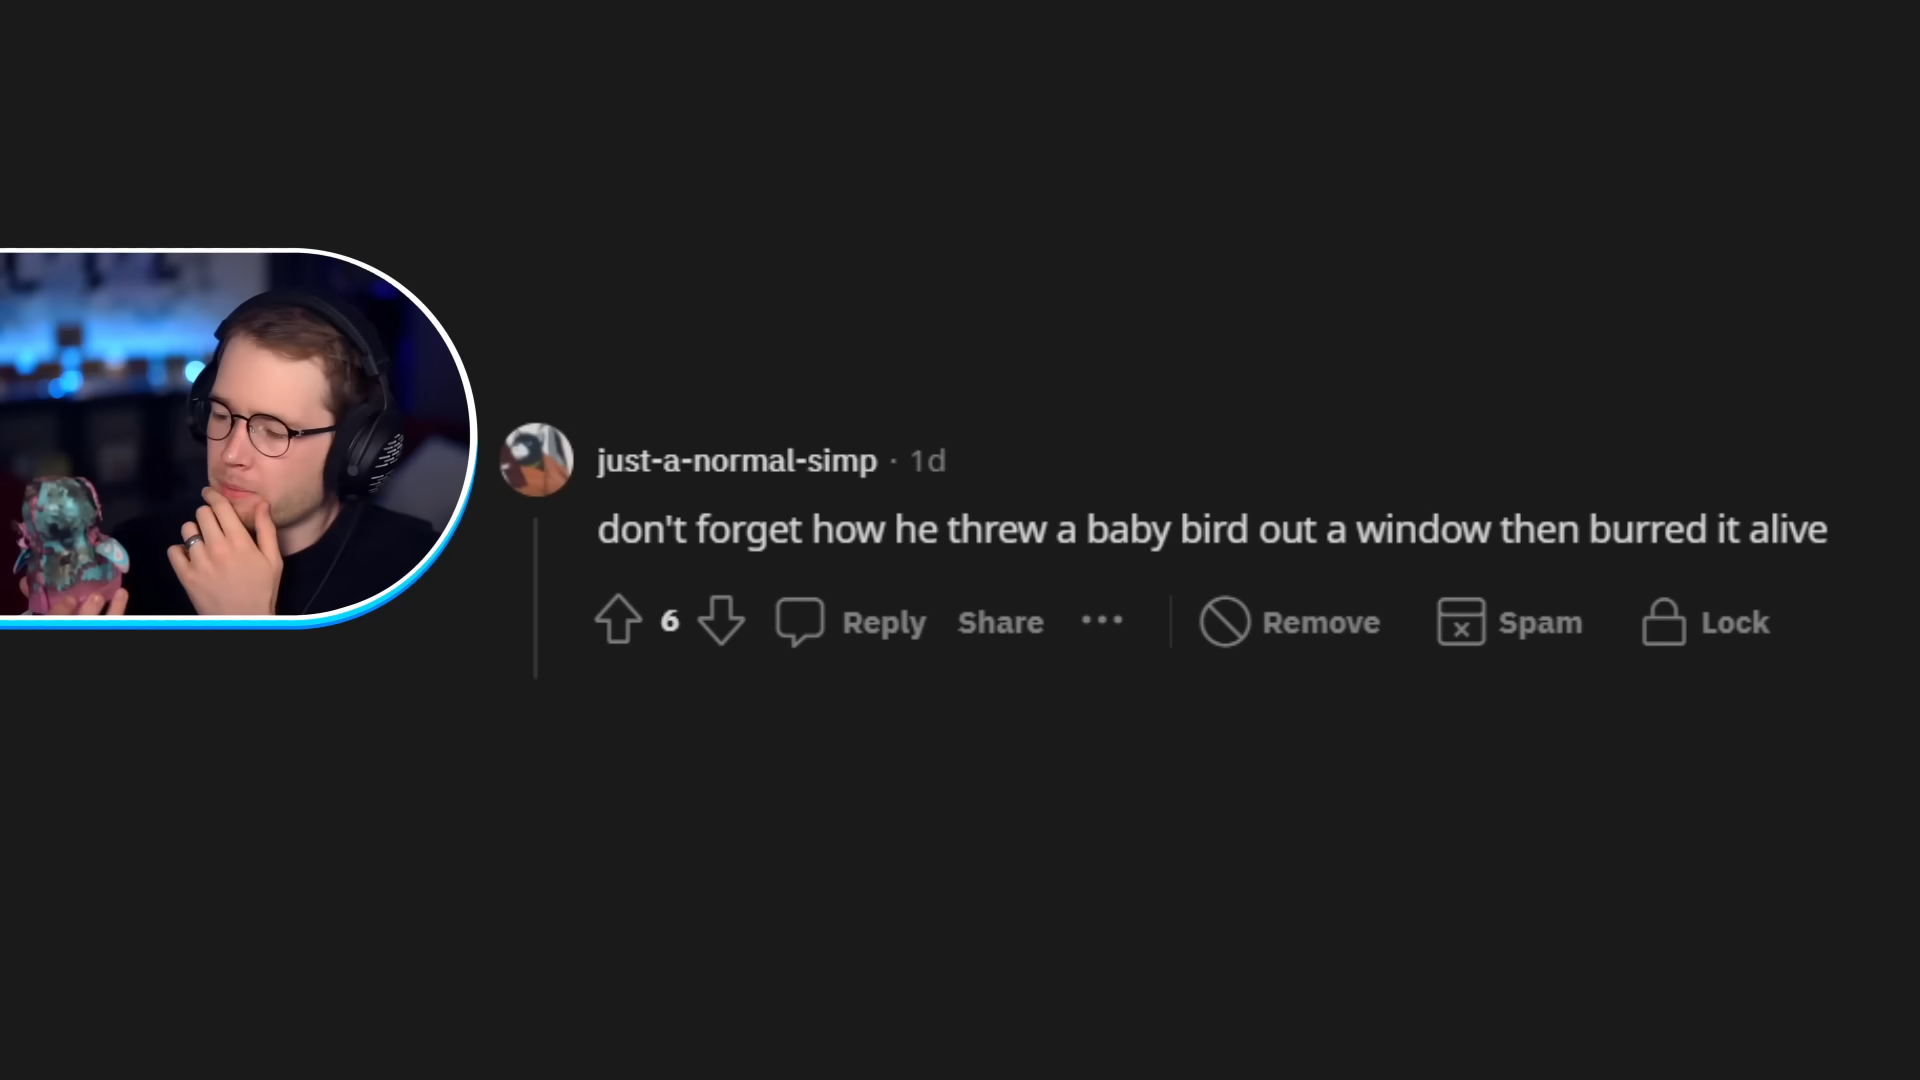 just-a-normal-simp · 1d
don't forget how he threw a baby bird out a window then burred it alive
6 Reply Share ··· Remove Spam Lock